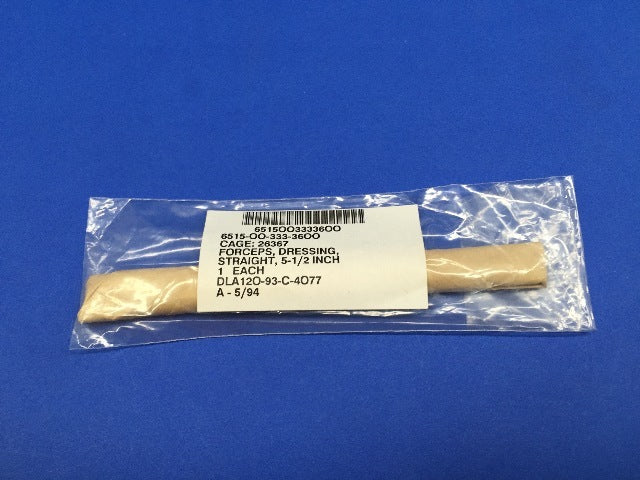 6515OO33336OO
6515-OO-333-36OO
CAGE: 26367
FORCEPS, DRESSING,
STRAIGHT, 5-1/2 INCH
1 EACH
DLA12O-93-C-4O77
A - 5/94